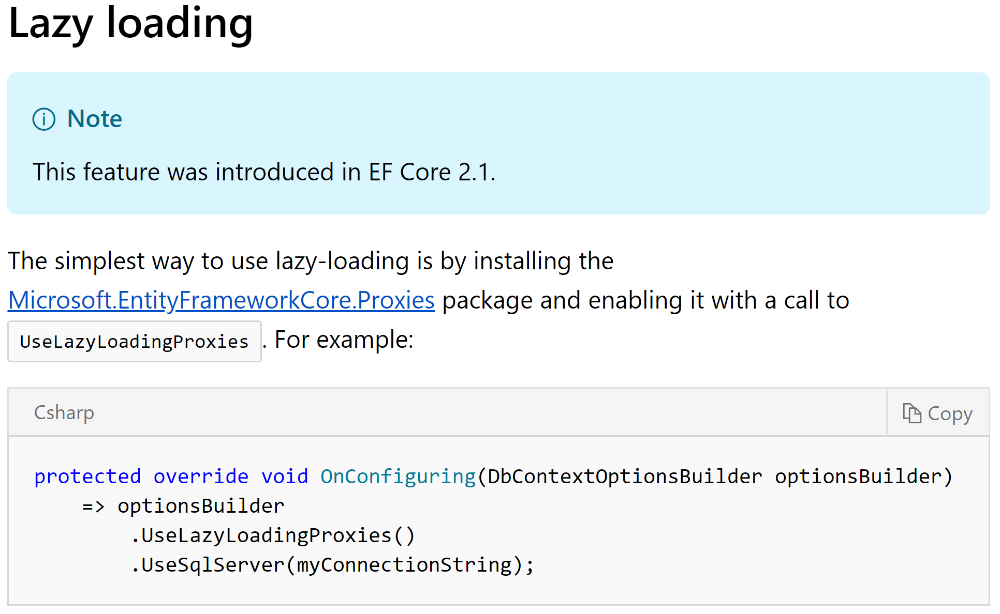 Lazy loading
Note
This feature was introduced in EF Core 2.1.
The simplest way to use lazy-loading is by installing the
Microsoft.EntityFrameworkCore.Proxies package and enabling it with a call to
UseLazyLoadingProxies. For example:
Csharp
Copy
protected override void OnConfiguring(DbContextOptionsBuilder optionsBuilder)
    => optionsBuilder
        .UseLazyLoadingProxies()
        .UseSqlServer(myConnectionString);